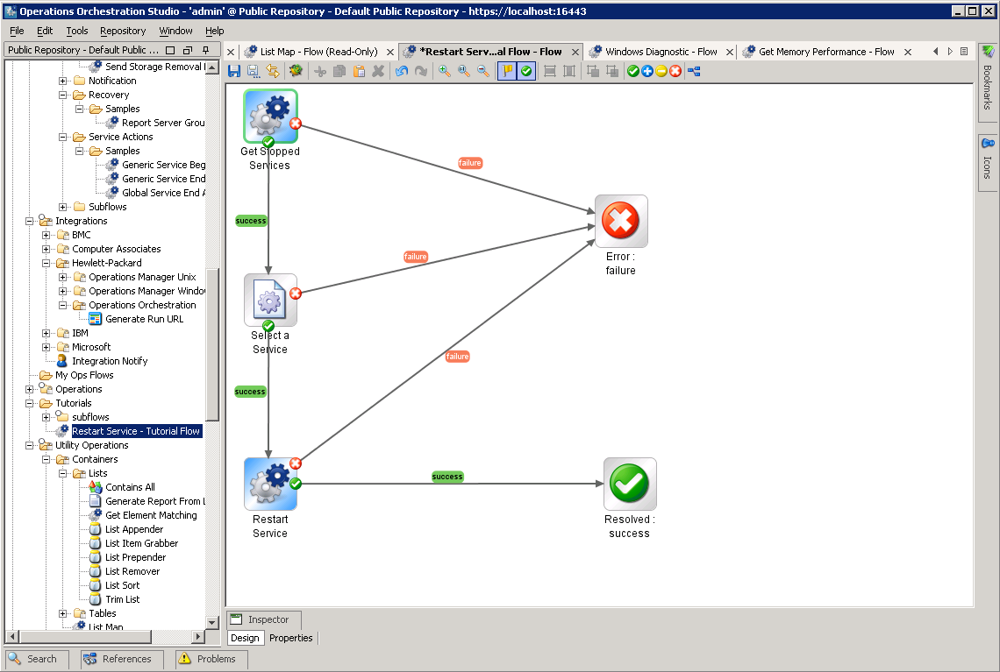 Operations Orchestration Studio - 'admin' @ Public Repository - Default Public Repository - https://localhost:16443
File Edit Tools Repository Window Help
Public Repository - Default Public ...
List Map - Flow (Read-Only)
*Restart Serv...al Flow - Flow
Windows Diagnostic - Flow
Get Memory Performance - Flow
Send Storage Removal
Notification
Recovery
Samples
Report Server Grou
Service Actions
Samples
Generic Service Beg
Generic Service End
Global Service End A
Subflows
Integrations
BMC
Computer Associates
Hewlett-Packard
Operations Manager Unix
Operations Manager Windo
Operations Orchestration
Generate Run URL
IBM
Microsoft
Integration Notify
My Ops Flows
Operations
Tutorials
subflows
Restart Service - Tutorial Flow
Utility Operations
Containers
Lists
Contains All
Generate Report From L
Get Element Matching
List Appender
List Item Grabber
List Prepender
List Remover
List Sort
Trim List
Tables
List Map
Get Stopped
Services
failure
success
Error :
failure
failure
Select a
Service
failure
success
success
Restart
Service
Resolved :
success
Bookmarks
Icons
Inspector
Design Properties
Search References Problems